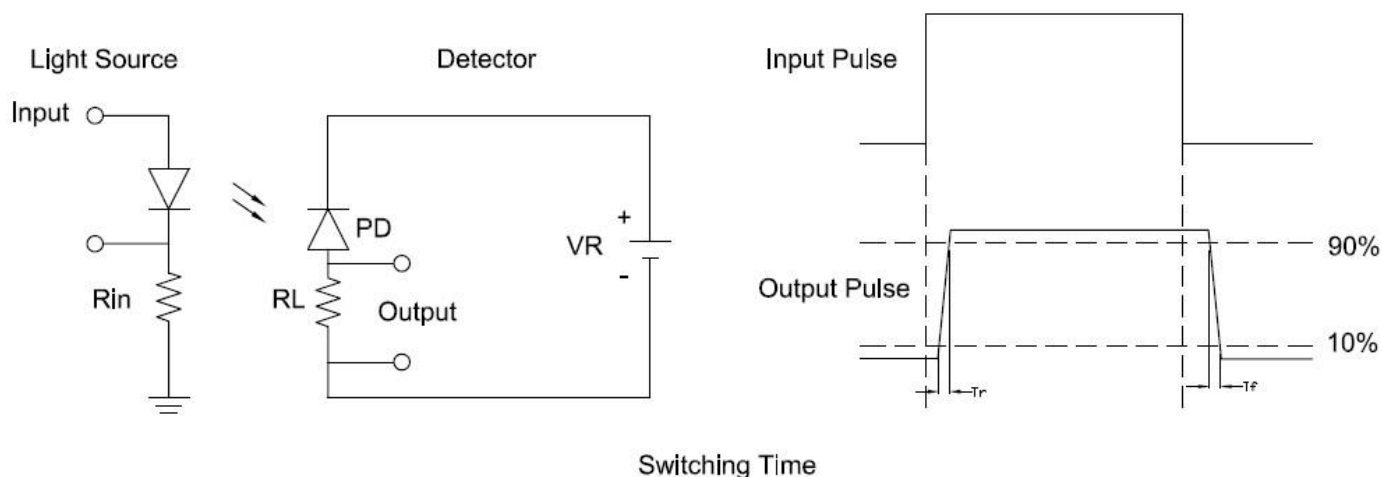 Light Source
Detector
Input Pulse
Input
PD
+
VR
-
Rin
RL
Output
Output Pulse
90%
10%
Tr
Tf
Switching Time